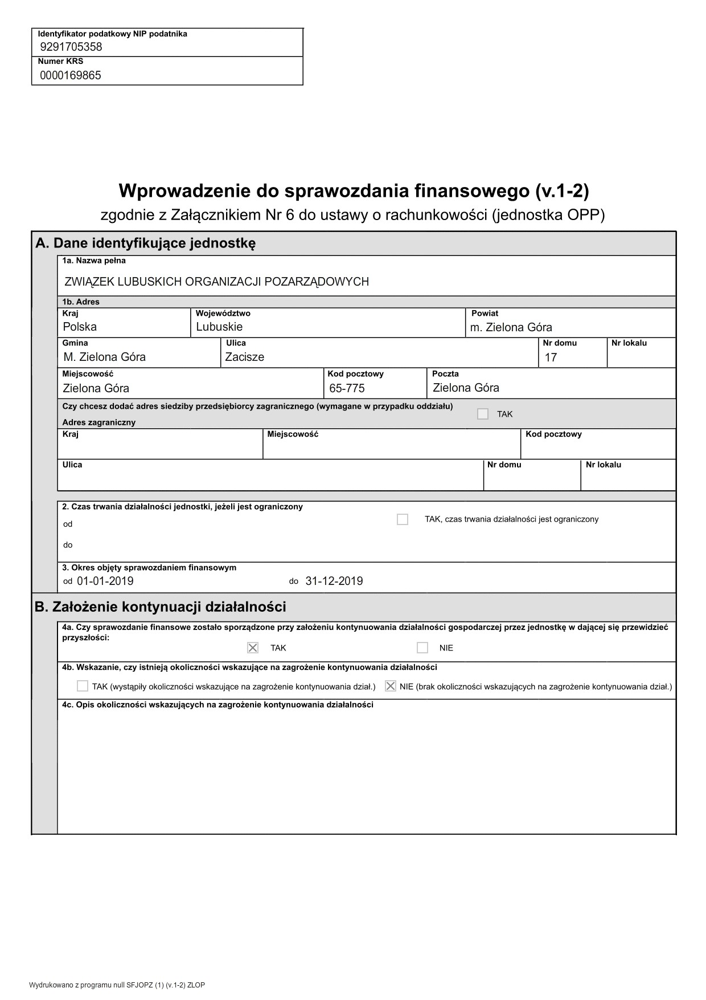 Identyfikator podatkowy NIP podatnika
9291705358
Numer KRS
0000169865
Wprowadzenie do sprawozdania finansowego (v.1-2)
zgodnie z Załącznikiem Nr 6 do ustawy o rachunkowości (jednostka OPP)
A. Dane identyfikujące jednostkę
1a. Nazwa pełna
ZWIĄZEK LUBUSKICH ORGANIZACJI POZARZĄDOWYCH
1b. Adres
Kraj Województwo Powiat
Polska Lubuskie m. Zielona Góra
Gmina Ulica Nr domu Nr lokalu
M. Zielona Góra Zacisze 17
Miejscowość Kod pocztowy Poczta
Zielona Góra 65-775 Zielona Góra
Czy chcesz dodać adres siedziby przedsiębiorcy zagranicznego (wymagane w przypadku oddziału)
TAK
Adres zagraniczny
Kraj Miejscowość Kod pocztowy
Ulica Nr domu Nr lokalu
2. Czas trwania działalności jednostki, jeżeli jest ograniczony
od TAK, czas trwania działalności jest ograniczony
do
3. Okres objęty sprawozdaniem finansowym
od 01-01-2019 do 31-12-2019
B. Założenie kontynuacji działalności
4a. Czy sprawozdanie finansowe zostało sporządzone przy założeniu kontynuowania działalności gospodarczej przez jednostkę w dającej się przewidzieć
przyszłości:
TAK NIE
4b. Wskazanie, czy istnieją okoliczności wskazujące na zagrożenie kontynuowania działalności
TAK (wystąpiły okoliczności wskazujące na zagrożenie kontynuowania dział.) NIE (brak okoliczności wskazujących na zagrożenie kontynuowania dział.)
4c. Opis okoliczności wskazujących na zagrożenie kontynuowania działalności
Wydrukowano z programu null SFJOPZ (1) (v.1-2) ZLOP